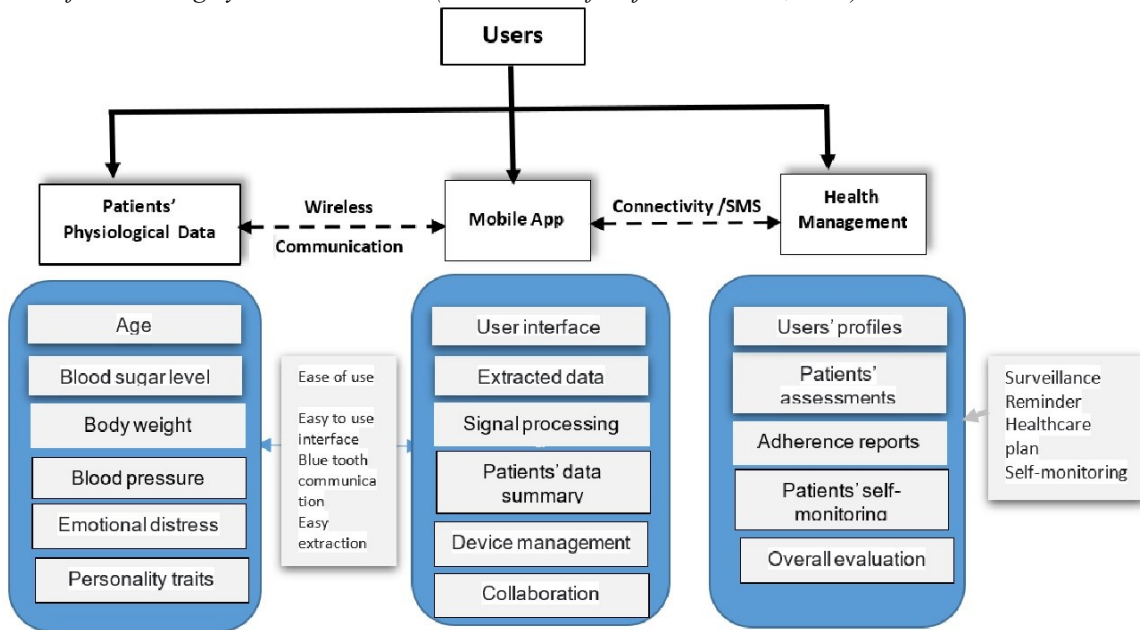 Users
Patients'
Physiological Data
Wireless
Communication
Mobile App
Connectivity /SMS
Health
Management
Age
Blood sugar level
Body weight
Blood pressure
Emotional distress
Personality traits
Ease of use
Easy to use
interface
Blue tooth
communica
tion
Easy
extraction
User interface
Extracted data
Signal processing
Patients' data
summary
Device management
Collaboration
Users' profiles
Patients'
assessments
Adherence reports
Patients' self-
monitoring
Overall evaluation
Surveillance
Reminder
Healthcare
plan
Self-monitoring